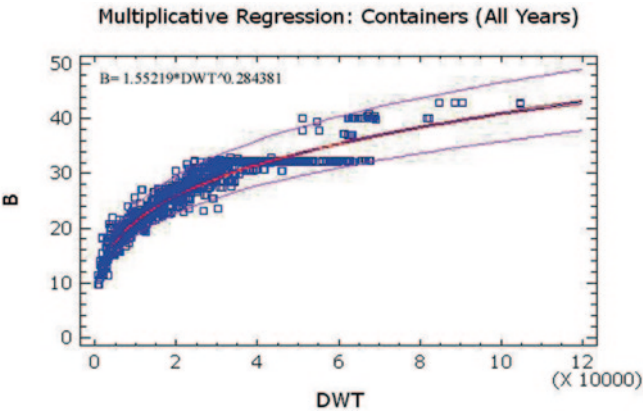 Multiplicative Regression: Containers (All Years)
B= 1.55219*DWT^0.284381
50
40
30
20
10
0
B
0 2 4 6 8 10 12
(X 10000)
DWT